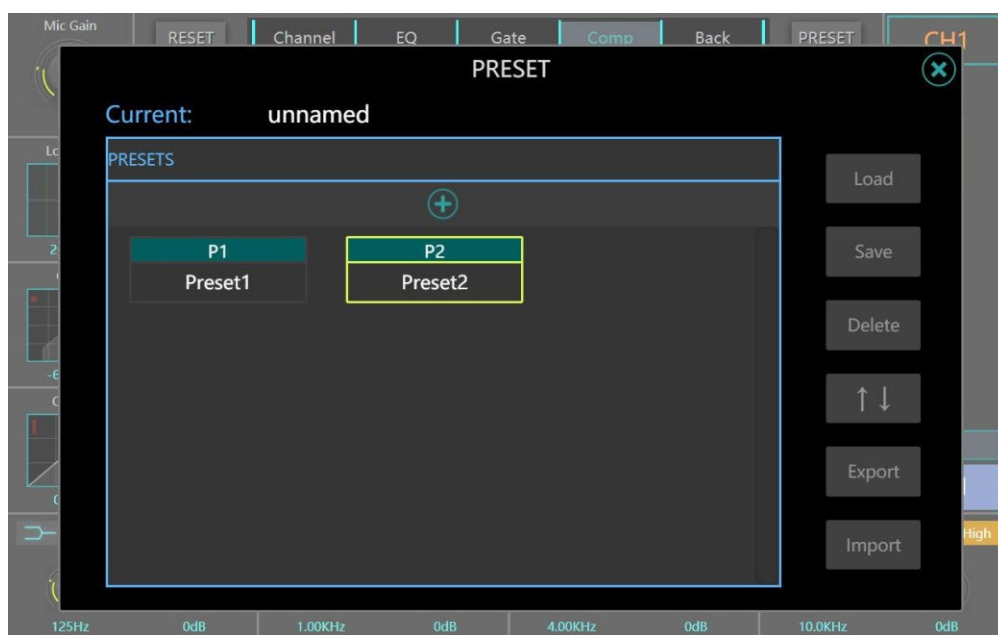 Mic Gain
RESET
Channel
EQ
Gate
Comp
Back
PRESET
CH1
PRESET
Current:
unnamed
PRESETS
P1
Preset1
P2
Preset2
Load
Save
Delete
↑↓
Export
Import
High
125Hz
0dB
1.00KHz
0dB
4.00KHz
0dB
10.0KHz
0dB